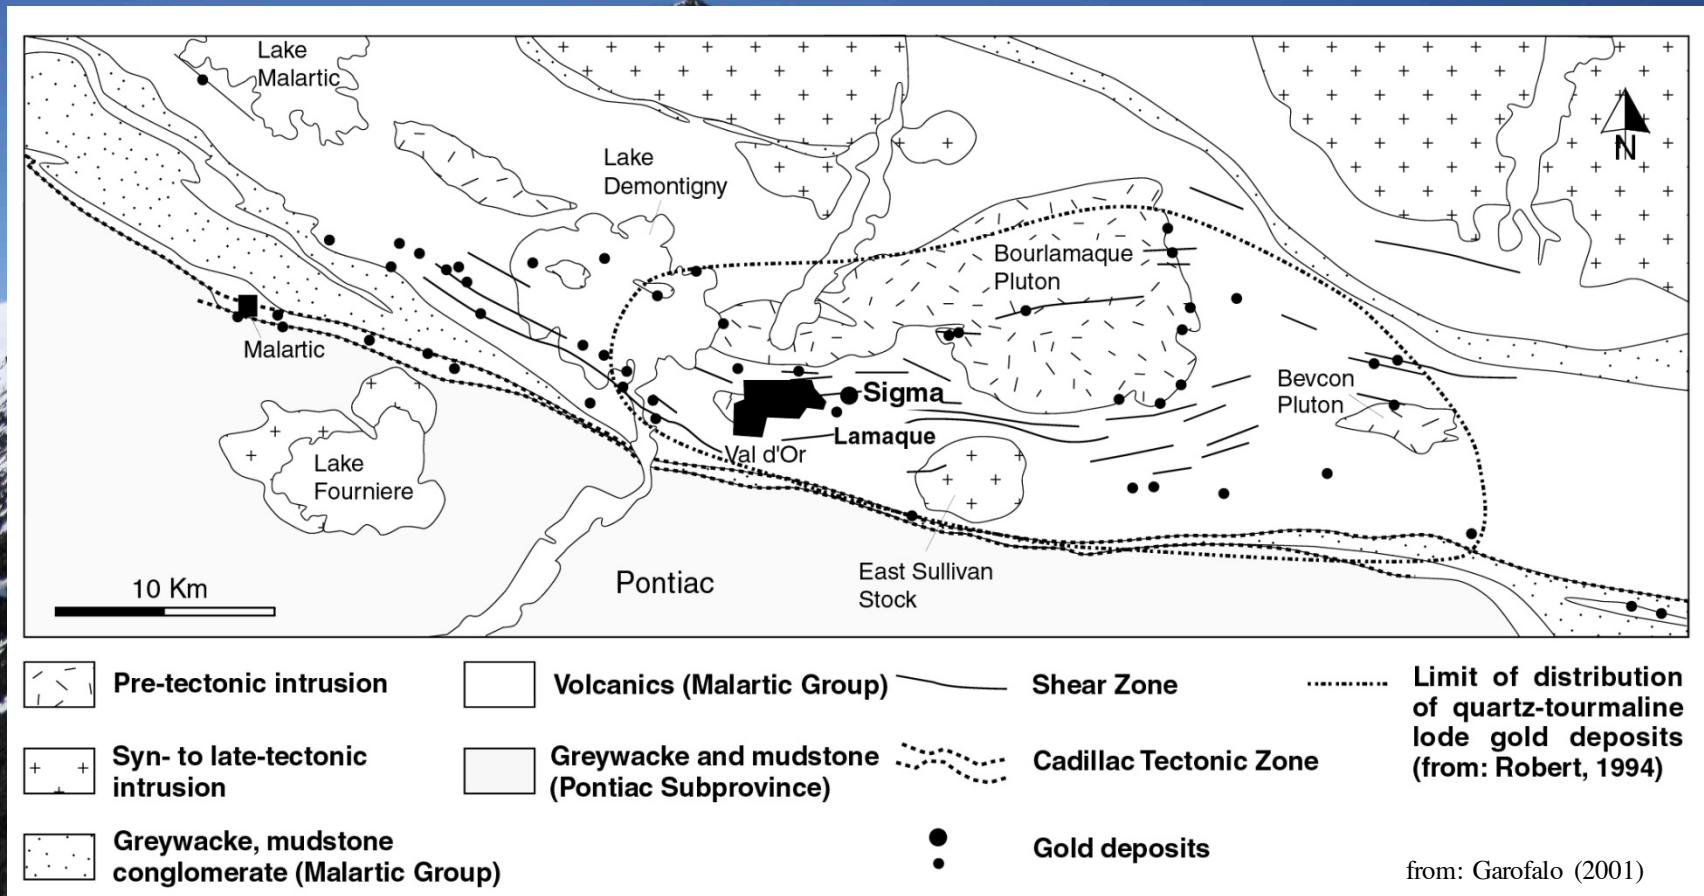 Lake
Malartic
Lake
Demontigny
N
Bourlamaque
Pluton
Malartic
Bevcon
Pluton
Sigma
Lamaque
Val d'Or
Lake
Fourniere
10 Km
Pontiac
East Sullivan
Stock
Pre-tectonic intrusion
Volcanics (Malartic Group)
Shear Zone
Limit of distribution
of quartz-tourmaline
lode gold deposits
(from: Robert, 1994)
Syn- to late-tectonic
intrusion
Greywacke and mudstone
(Pontiac Subprovince)
Cadillac Tectonic Zone
Greywacke, mudstone
conglomerate (Malartic Group)
Gold deposits
from: Garofalo (2001)